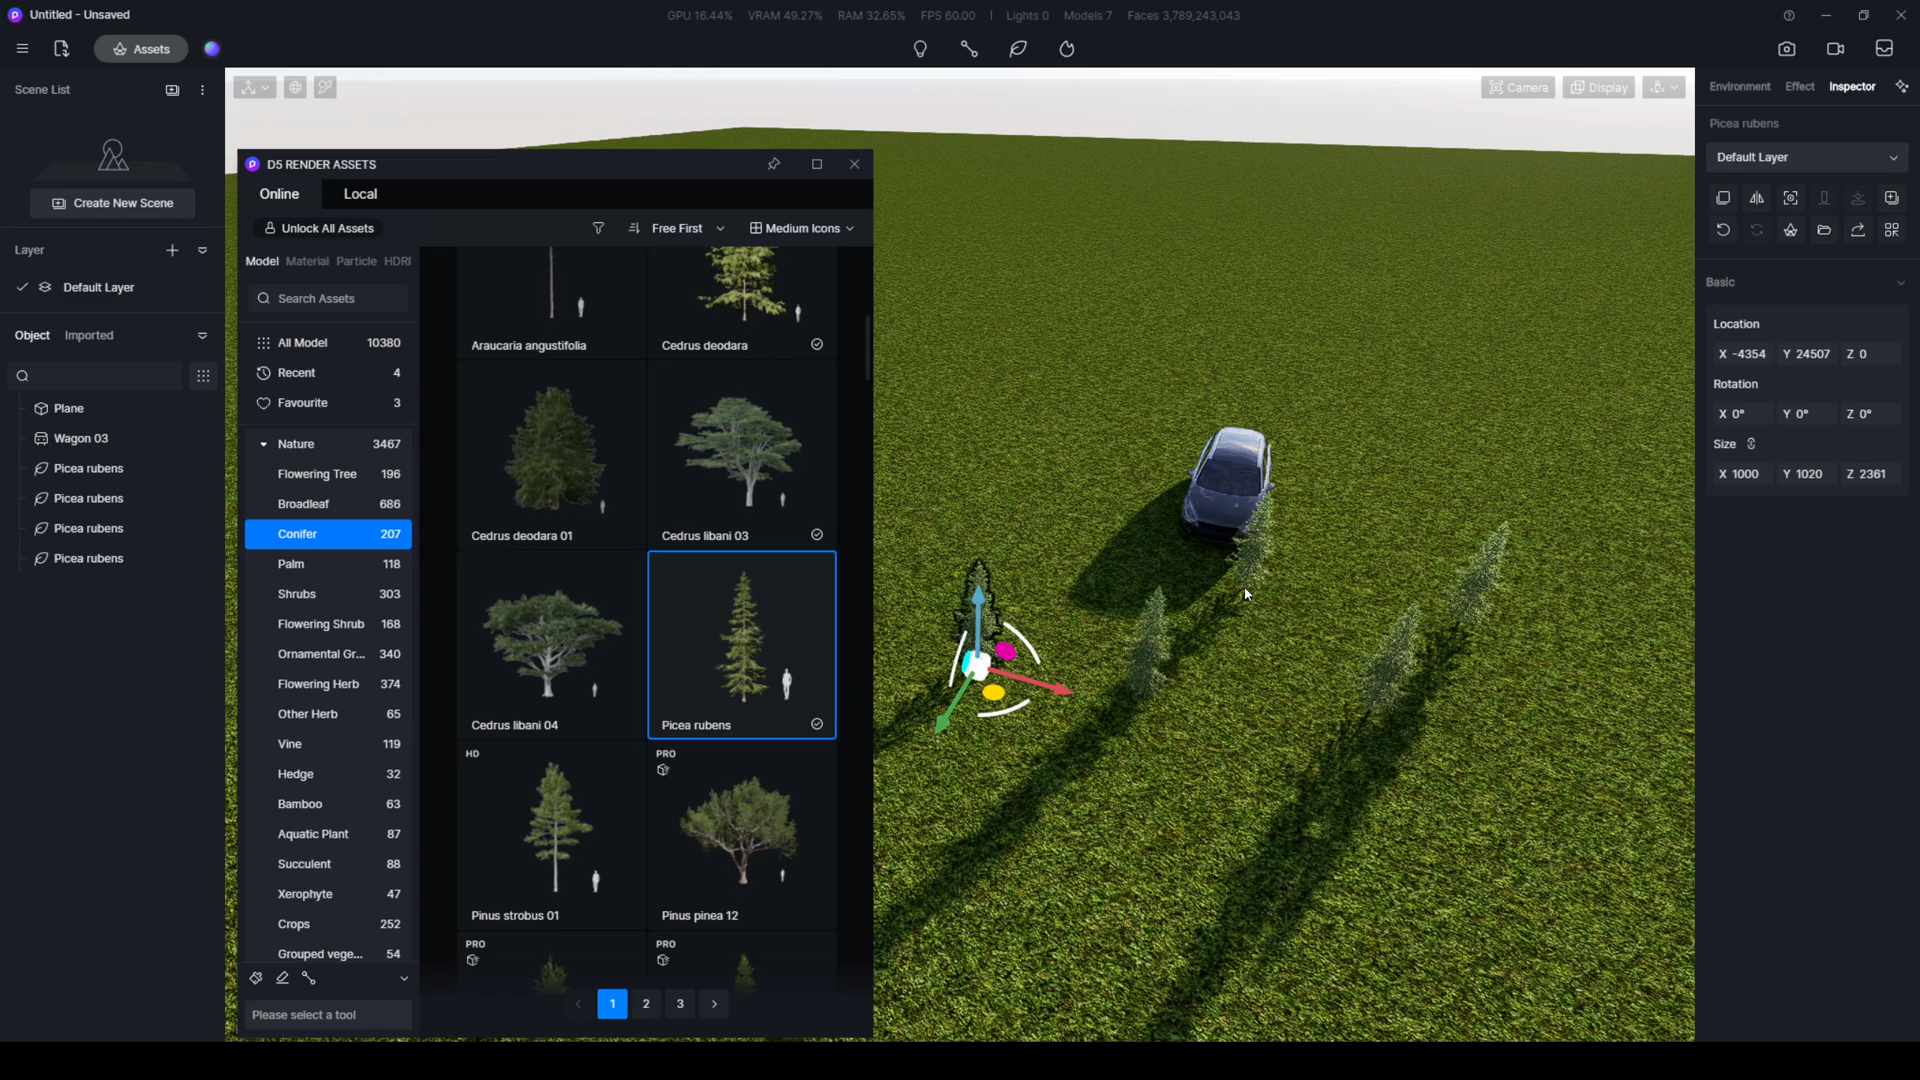 Untitled - Unsaved
GPU 16.44% VRAM 49.27% RAM 32.65% FPS 60.00 | Lights 0 Models 7 Faces 3,789,243,043
Assets
Scene List
Create New Scene
Layer
Default Layer
Object Imported
Plane
Wagon 03
Picea rubens
Picea rubens
Picea rubens
Picea rubens
D5 RENDER ASSETS
Online Local
Unlock All Assets
Free First
Medium Icons
Model Material Particle HDRI
Search Assets
All Model 10380
Recent 4
Favourite 3
Nature 3467
Flowering Tree 196
Broadleaf 686
Conifer 207
Palm 118
Shrubs 303
Flowering Shrub 168
Ornamental Gr... 340
Flowering Herb 374
Other Herb 65
Vine 119
Hedge 32
Bamboo 63
Aquatic Plant 87
Succulent 88
Xerophyte 47
Crops 252
Grouped vege... 54
Please select a tool
Araucaria angustifolia
Cedrus deodara
Cedrus deodara 01
Cedrus libani 03
Cedrus libani 04
Picea rubens
HD
PRO
Pinus strobus 01
Pinus pinea 12
PRO
PRO
1 2 3
Camera
Display
Environment Effect Inspector
Picea rubens
Default Layer
Basic
Location
X -4354 Y 24507 Z 0
Rotation
X 0° Y 0° Z 0°
Size
X 1000 Y 1020 Z 2361